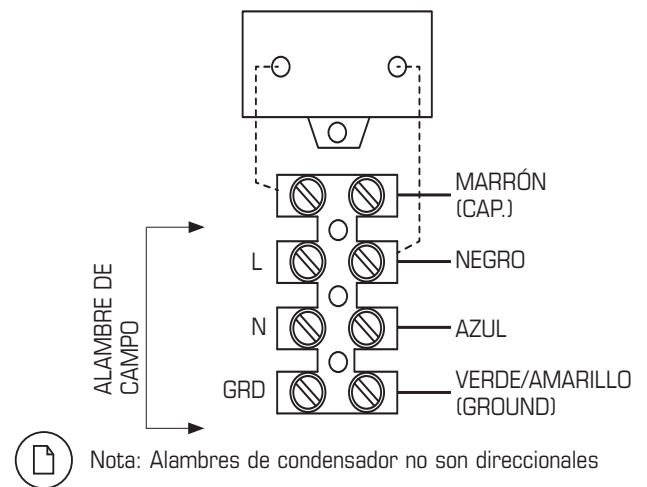 MARRÓN
(CAP.)
L
NEGRO
N
AZUL
GRD
VERDE/AMARILLO
(GROUND)
ALAMBRE DE
CAMPO
Nota: Alambres de condensador no son direccionales